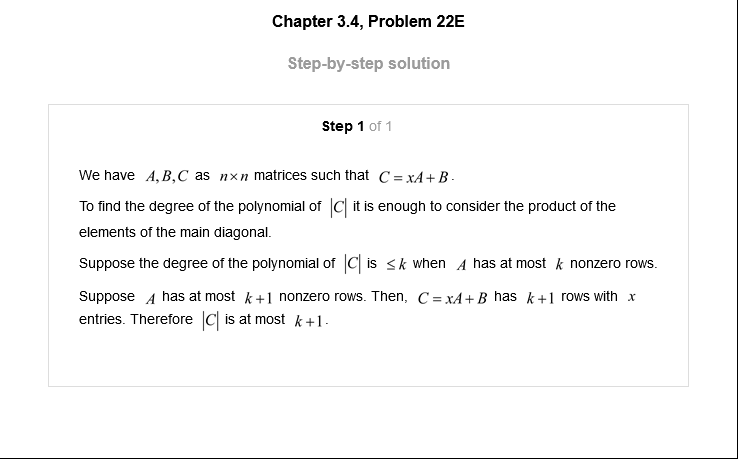 Chapter 3.4, Problem 22E
Step-by-step solution
Step 1 of 1
We have A, B, C as n×n matrices such that C = xA + B.
To find the degree of the polynomial of |C| it is enough to consider the product of the
elements of the main diagonal.
Suppose the degree of the polynomial of |C| is ≤ k when A has at most k nonzero rows.
Suppose A has at most k+1 nonzero rows. Then, C = xA + B has k+1 rows with x
entries. Therefore |C| is at most k+1.